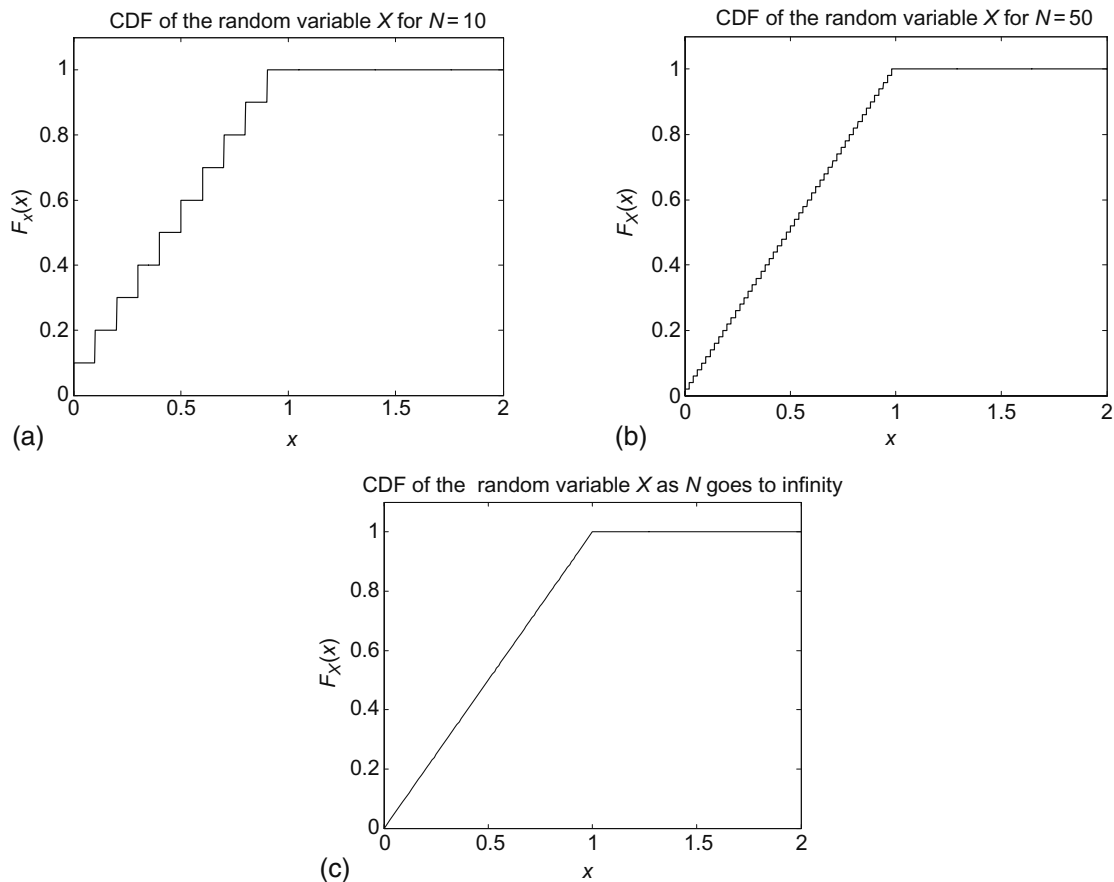 CDF of the random variable X for N = 10
1
0.8
0.6
0.4
0.2
0
Fx(x)
0
0.5
1
1.5
2
x
(a)
CDF of the random variable X for N = 50
1
0.8
0.6
0.4
0.2
0
FX(x)
0
0.5
1
1.5
2
x
(b)
CDF of the random variable X as N goes to infinity
1
0.8
0.6
0.4
0.2
0
FX(x)
0
0.5
1
1.5
2
x
(c)